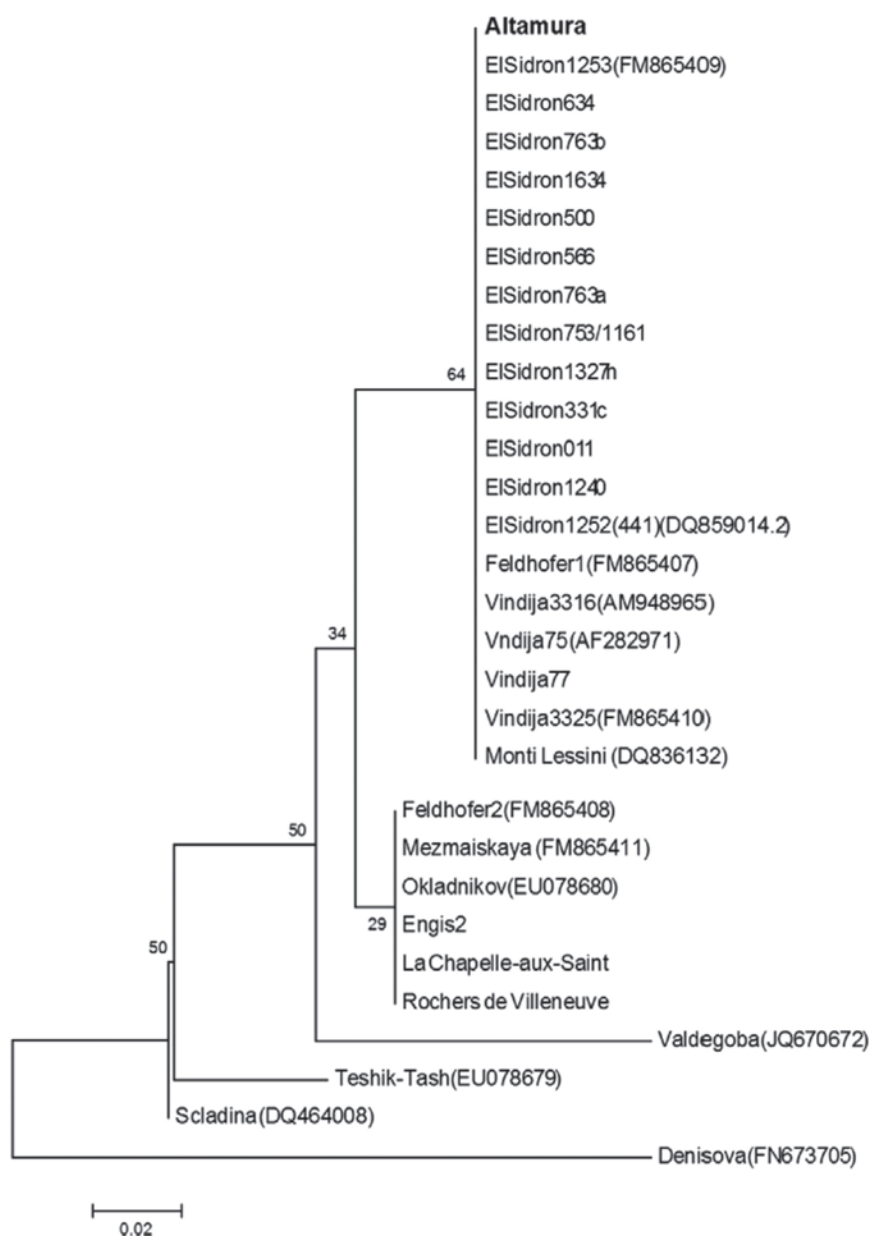 Altamura
ElSidron1253(FM865409)
ElSidron634
ElSidron763b
ElSidron1634
ElSidron500
ElSidron566
ElSidron763a
ElSidron753/1161
64
ElSidron1327h
ElSidron331c
ElSidron011
ElSidron1240
ElSidron1252(441)(DQ859014.2)
Feldhofer1(FM865407)
Vindija3316(AM948965)
34
Vndija75(AF282971)
Vindija77
Vindija3325(FM865410)
Monti Lessini (DQ836132)
Feldhofer2(FM865408)
50
Mezmaiskaya (FM865411)
Okladnikov(EU078680)
29
Engis2
50
La Chapelle-aux-Saint
Rochers de Villeneuve
Valdegoba(JQ670672)
Teshik-Tash(EU078679)
Scladina(DQ464008)
Denisova(FN673705)
0.02